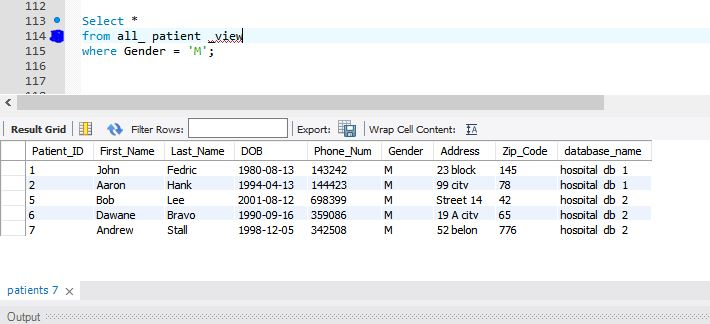 112
113 Select *
114 from all_ patient _view
115 where Gender = 'M';
116
117
Result Grid Filter Rows: Export: Wrap Cell Content:
Patient_ID First_Name Last_Name DOB Phone_Num Gender Address Zip_Code database_name
1 John Fedric 1980-08-13 143242 M 23 block 145 hospital_db_1
2 Aaron Hank 1994-04-13 144423 M 99 city 78 hospital_db_1
5 Bob Lee 2001-08-12 698399 M Street 14 42 hospital_db_2
6 Dawane Bravo 1990-09-16 359086 M 19 A city 65 hospital_db_2
7 Andrew Stall 1998-12-05 342508 M 52 belon 776 hospital_db_2
patients 7
Output